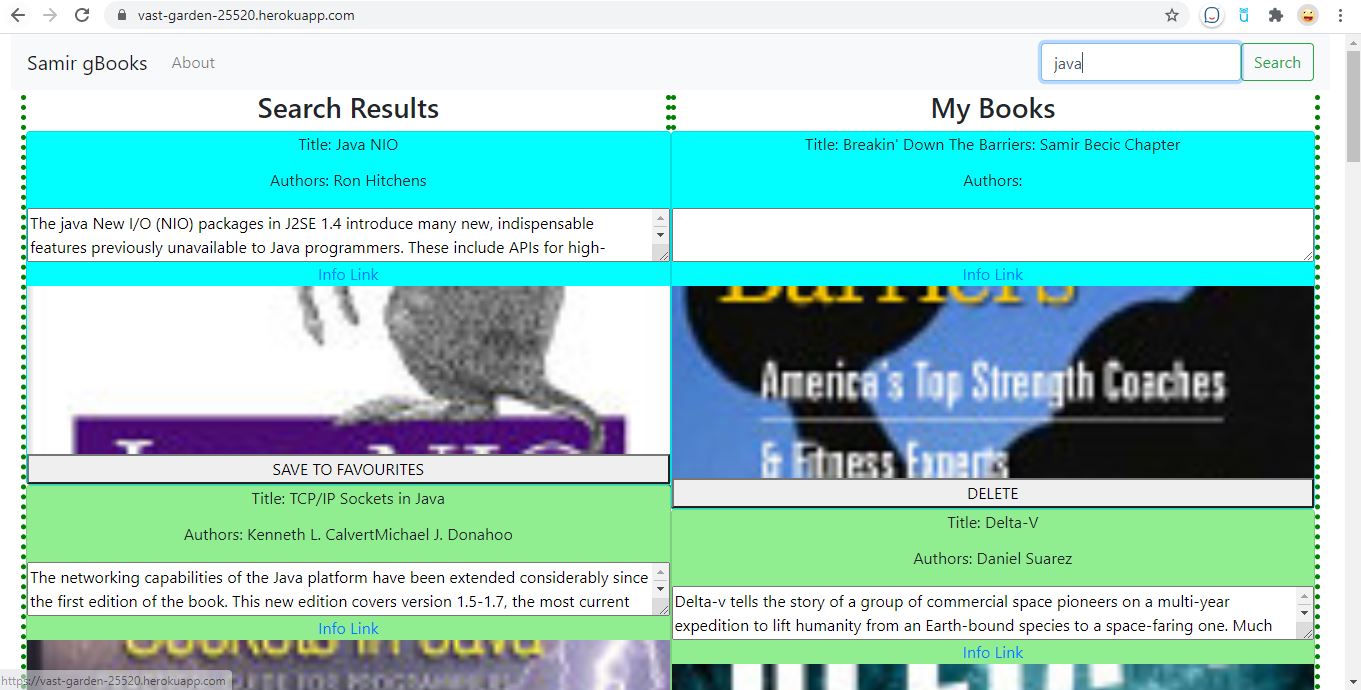 vast-garden-25520.herokuapp.com
Samir gBooks About java Search
Search Results
Title: Java NIO
Authors: Ron Hitchens
The java New I/O (NIO) packages in J2SE 1.4 introduce many new, indispensable
features previously unavailable to Java programmers. These include APIs for high-
Info Link
SAVE TO FAVOURITES
Title: TCP/IP Sockets in Java
Authors: Kenneth L. CalvertMichael J. Donahoo
The networking capabilities of the Java platform have been extended considerably since
the first edition of the book. This new edition covers version 1.5-1.7, the most current
Info Link
Sockets in Java
GUIDE FOR PROGRAMMERS
My Books
Title: Breakin' Down The Barriers: Samir Becic Chapter
Authors:
Info Link
Barriers
America's Top Strength Coaches
& Fitness Experts
DELETE
Title: Delta-V
Authors: Daniel Suarez
Delta-v tells the story of a group of commercial space pioneers on a multi-year
expedition to lift humanity from an Earth-bound species to a space-faring one. Much
Info Link
https://vast-garden-25520.herokuapp.com